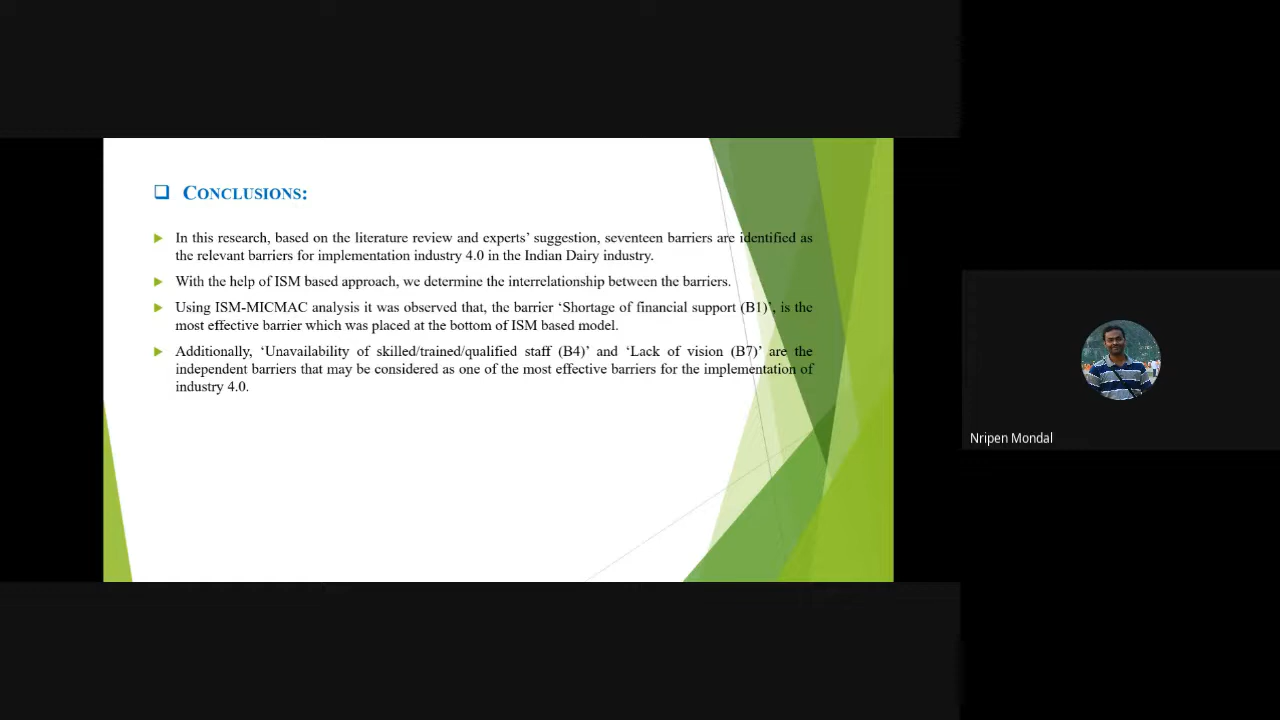 CONCLUSIONS:
In this research, based on the literature review and experts’ suggestion, seventeen barriers are identified as
the relevant barriers for implementation industry 4.0 in the Indian Dairy industry.
With the help of ISM based approach, we determine the interrelationship between the barriers.
Using ISM-MICMAC analysis it was observed that, the barrier ‘Shortage of financial support (B1)’, is the
most effective barrier which was placed at the bottom of ISM based model.
Additionally, ‘Unavailability of skilled/trained/qualified staff (B4)’ and ‘Lack of vision (B7)’ are the
independent barriers that may be considered as one of the most effective barriers for the implementation of
industry 4.0.
Nripen Mondal